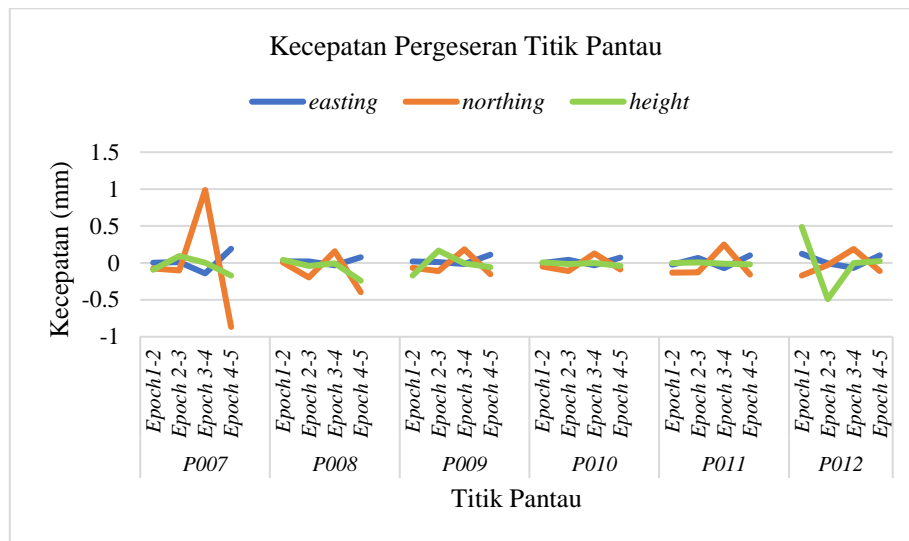 Kecepatan Pergeseran Titik Pantau
easting northing height
Kecepatan (mm)
1.5
1
0.5
0
-0.5
-1
Epoch1-2
Epoch 2-3
Epoch 3-4
Epoch 4-5
Epoch1-2
Epoch 2-3
Epoch 3-4
Epoch 4-5
Epoch1-2
Epoch 2-3
Epoch 3-4
Epoch 4-5
Epoch1-2
Epoch 2-3
Epoch 3-4
Epoch 4-5
Epoch1-2
Epoch 2-3
Epoch 3-4
Epoch 4-5
Epoch1-2
Epoch 2-3
Epoch 3-4
Epoch 4-5
P007 P008 P009 P010 P011 P012
Titik Pantau